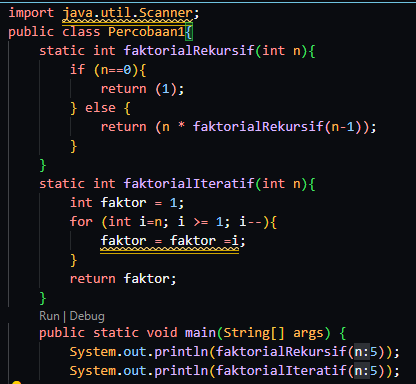 import java.util.Scanner;
public class Percobaan1{
    static int faktorialRekursif(int n){
        if (n==0){
            return (1);
        } else {
            return (n * faktorialRekursif(n-1));
        }
    }
    static int faktorialIteratif(int n){
        int faktor = 1;
        for (int i=n; i >= 1; i--){
            faktor = faktor =i;
        }
        return faktor;
    }
    Run | Debug
    public static void main(String[] args) {
        System.out.println(faktorialRekursif(n:5));
        System.out.println(faktorialIteratif(n:5));